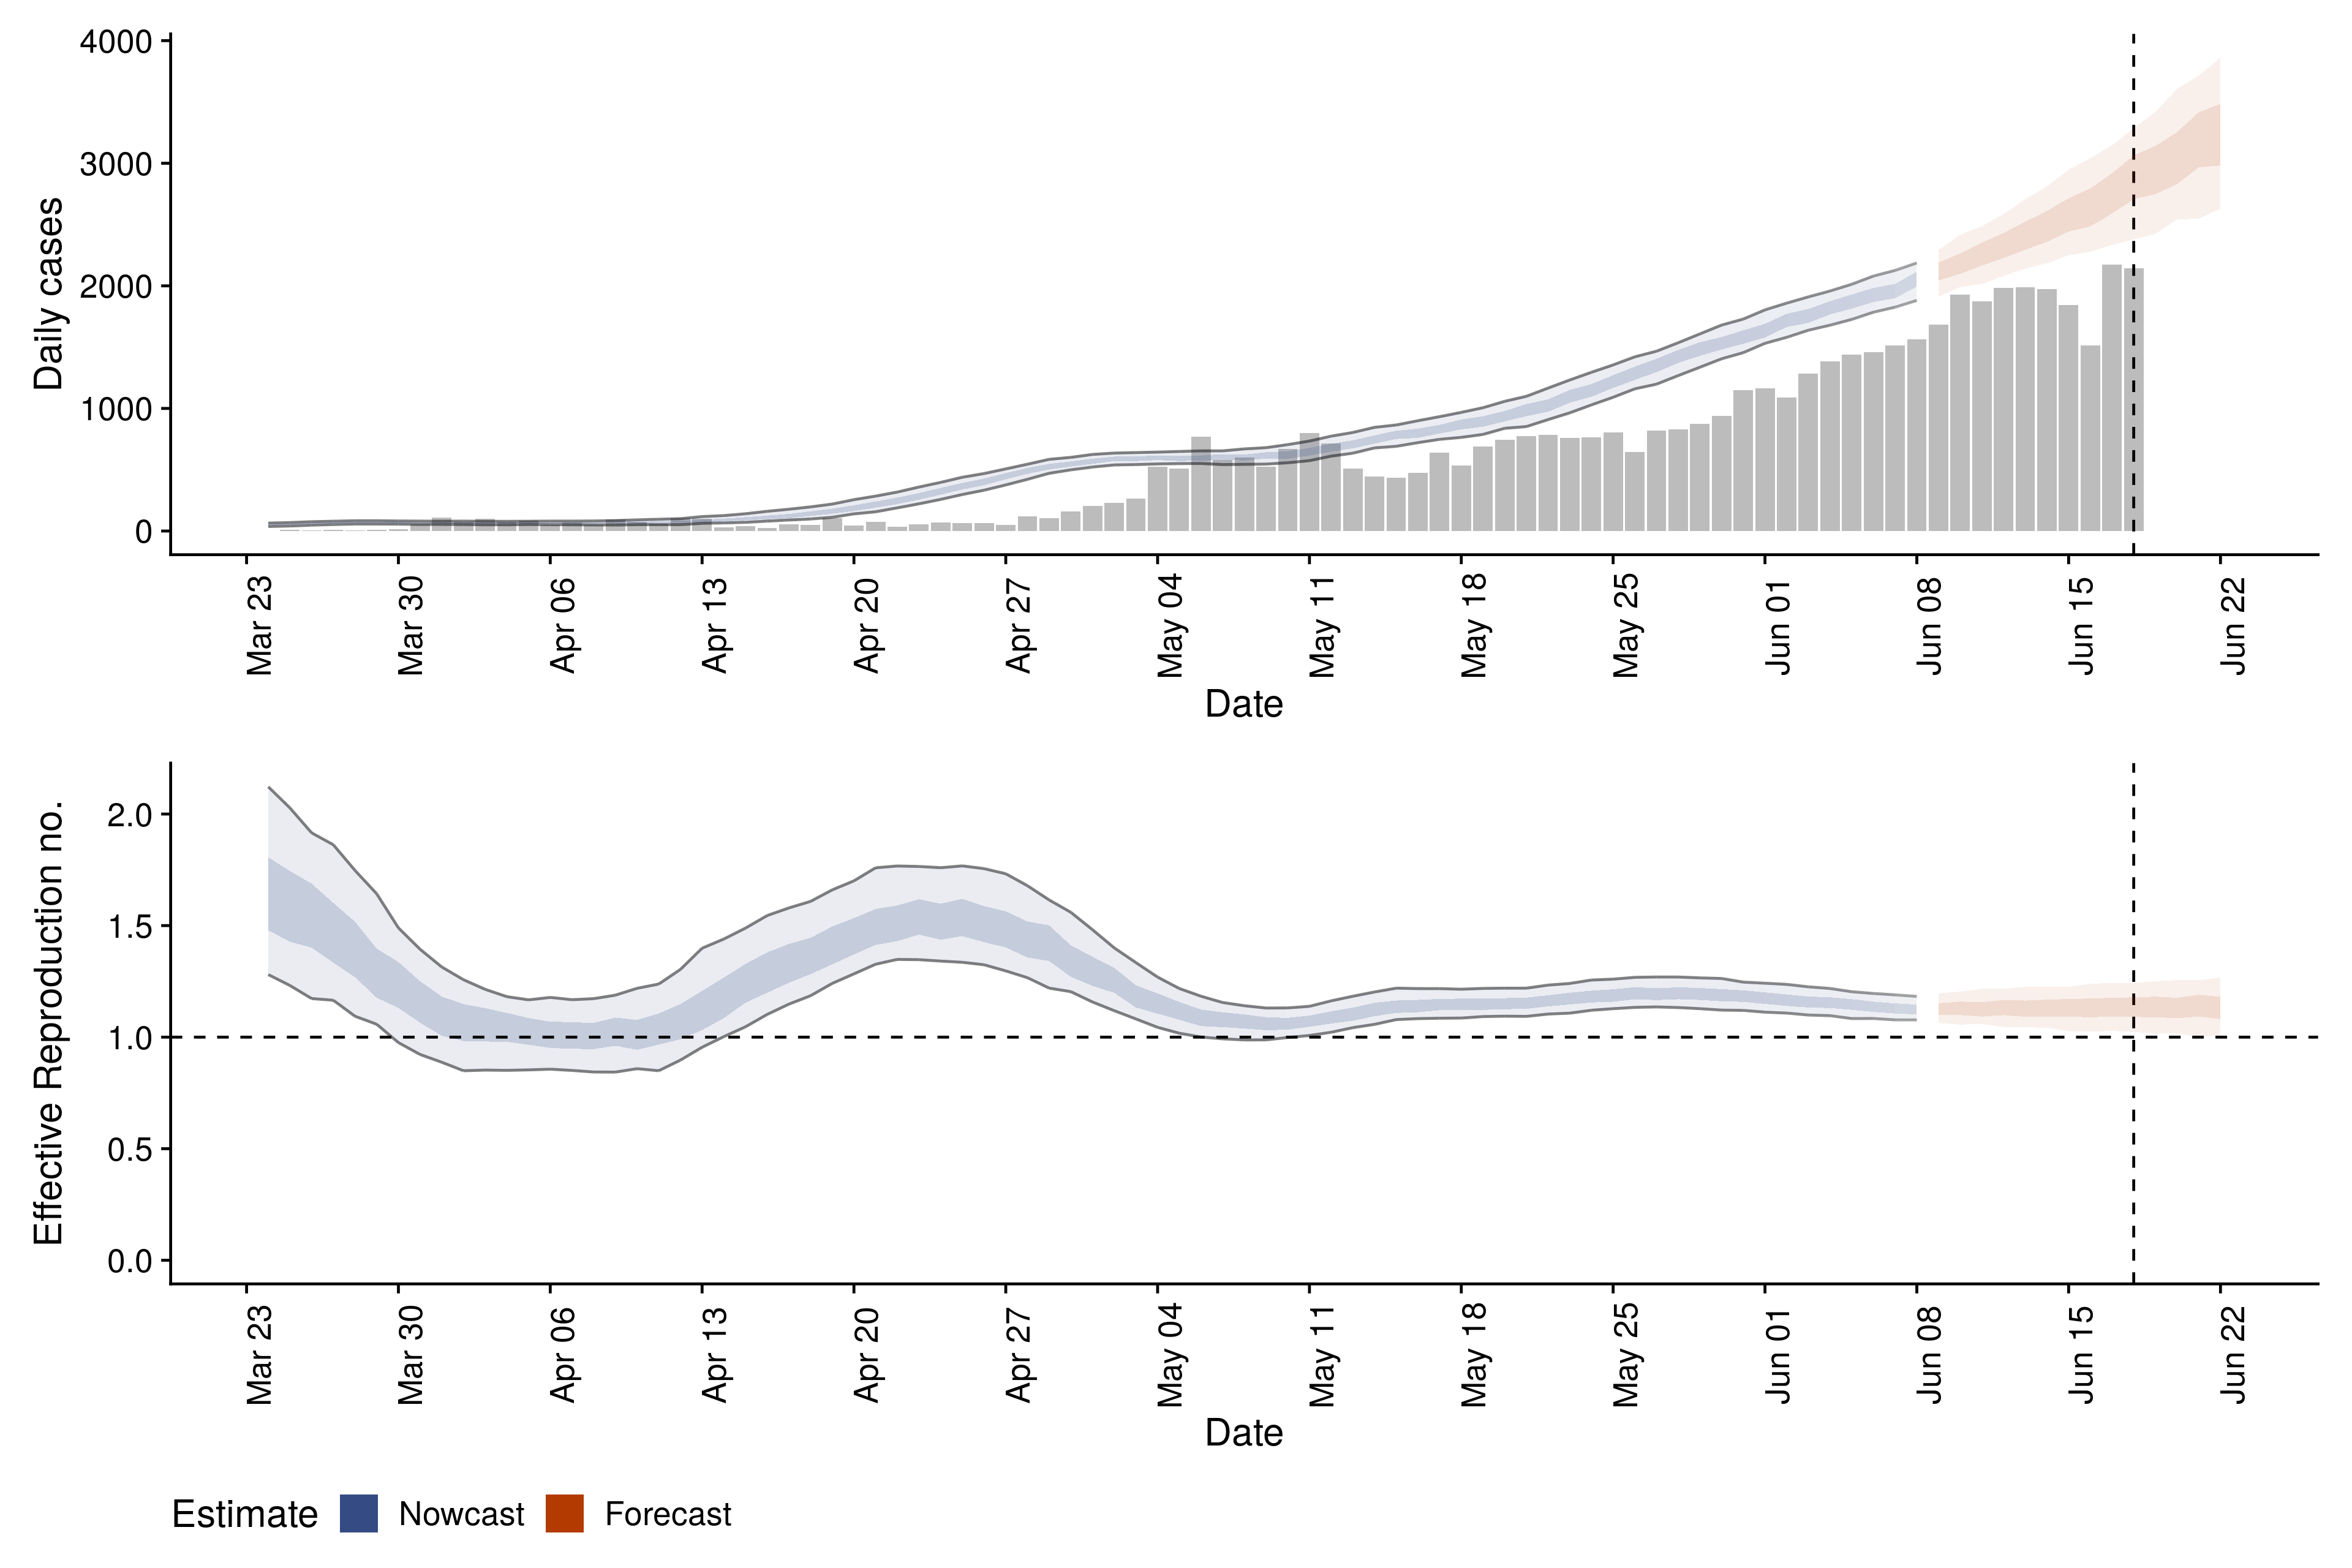 Daily cases
4000
3000
2000
1000
0
Mar 23
Mar 30
Apr 06
Apr 13
Apr 20
Apr 27
May 04
May 11
May 18
May 25
Jun 01
Jun 08
Jun 15
Jun 22
Date
Effective Reproduction no.
2.0
1.5
1.0
0.5
0.0
Mar 23
Mar 30
Apr 06
Apr 13
Apr 20
Apr 27
May 04
May 11
May 18
May 25
Jun 01
Jun 08
Jun 15
Jun 22
Date
Estimate Nowcast Forecast